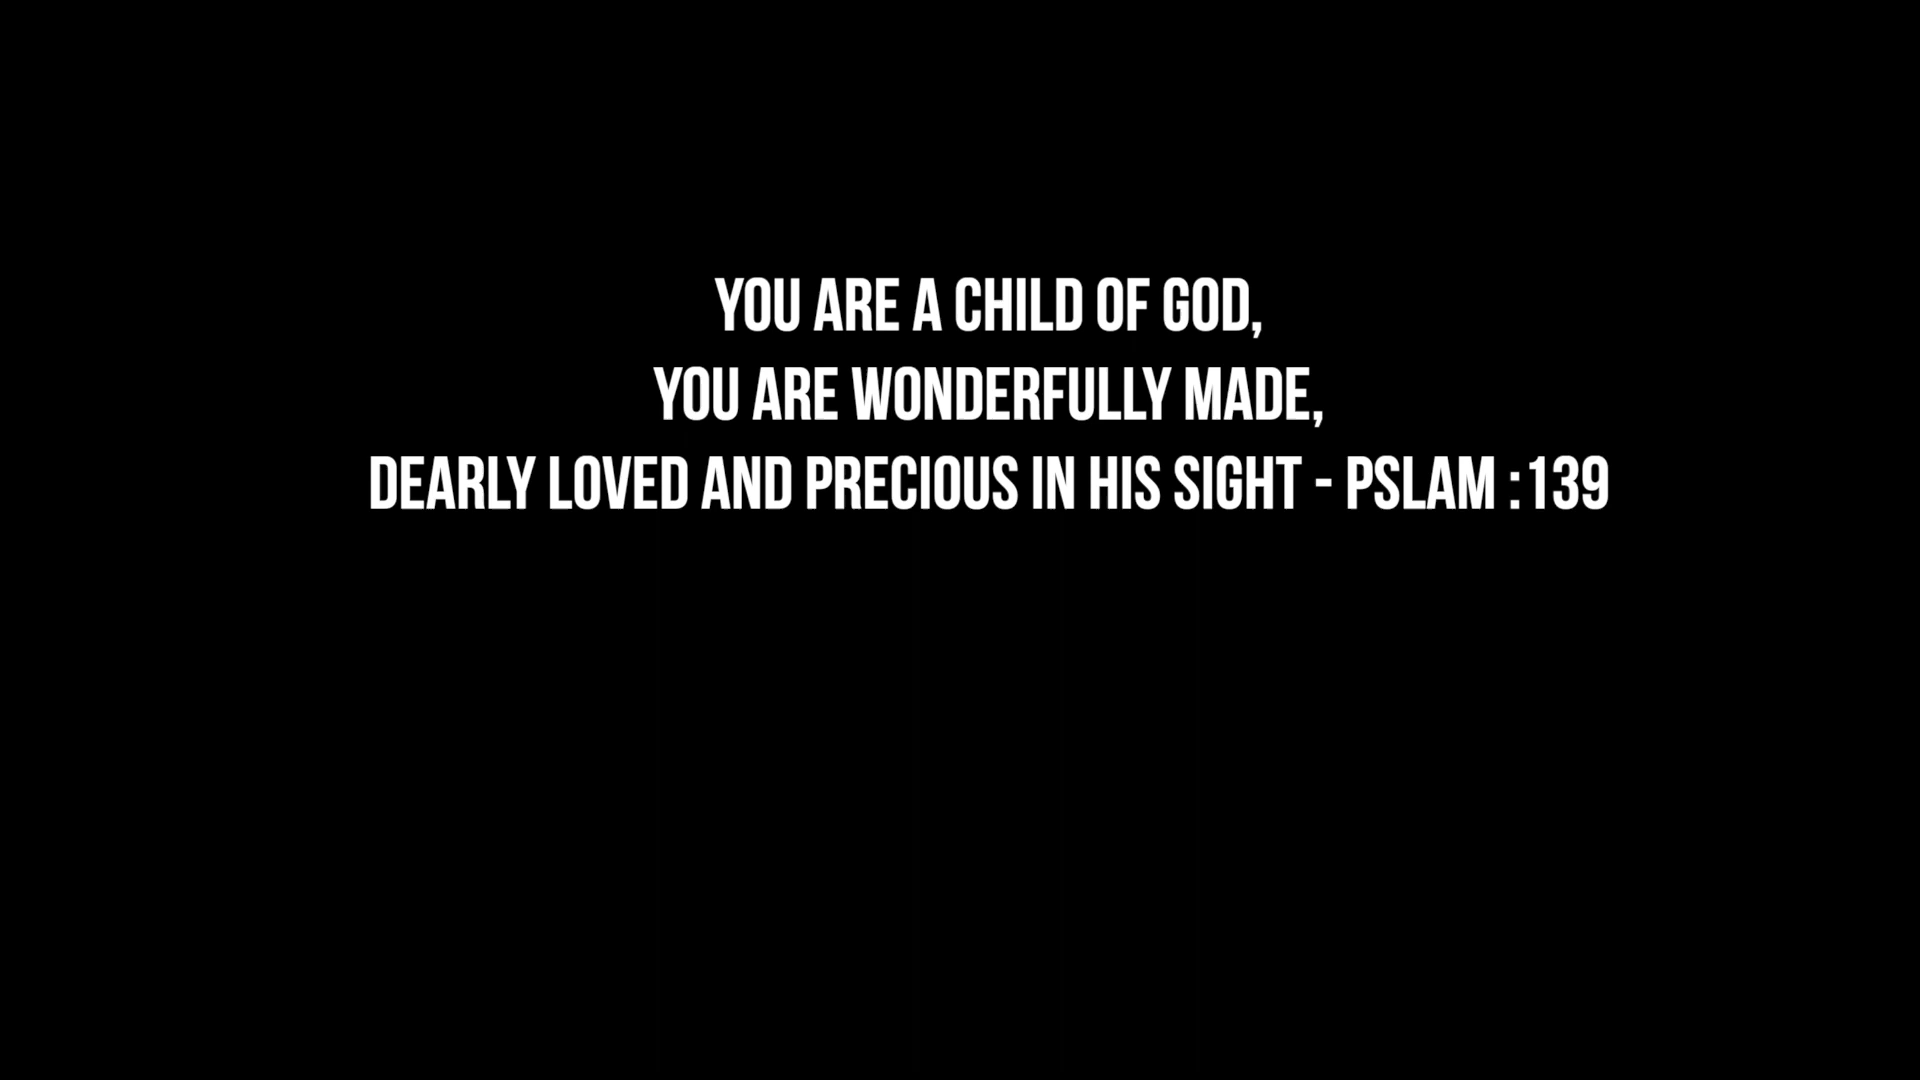 YOU ARE A CHILD OF GOD,
YOU ARE WONDERFULLY MADE,
DEARLY LOVED AND PRECIOUS IN HIS SIGHT - PSLAM :139